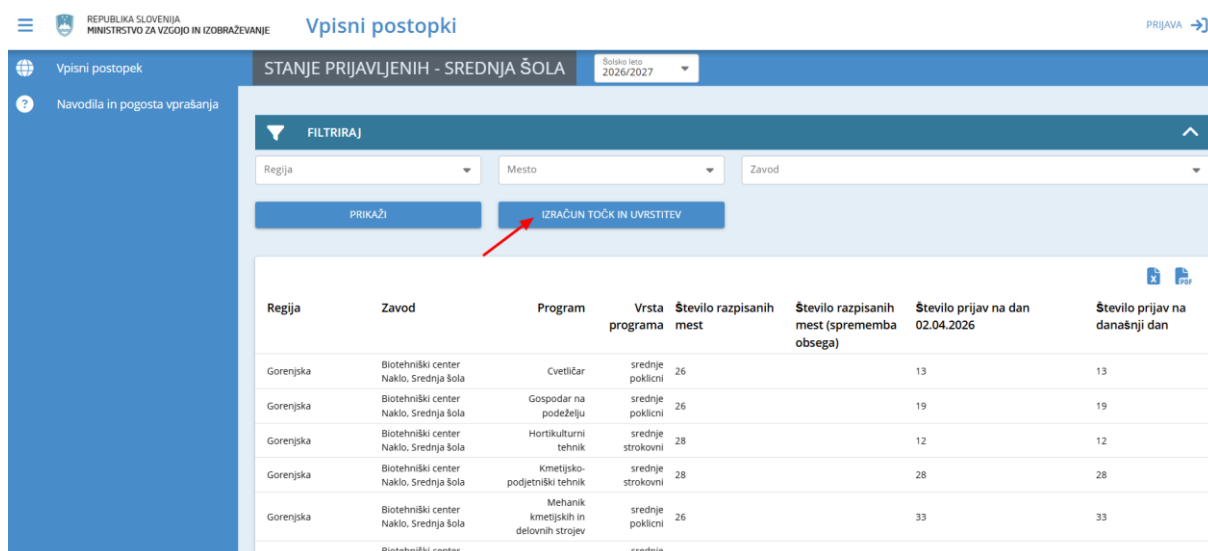 REPUBLIKA SLOVENIJA
MINISTRSTVO ZA VZGOJO IN IZOBRAŽEVANJE
Vpisni postopki
PRIJAVA
Vpisni postopek
Navodila in pogosta vprašanja
STANJE PRIJAVLJENIH - SREDNJA ŠOLA
Šolsko leto
2026/2027
FILTRIRAJ
Regija Mesto Zavod
PRIKAŽI IZRAČUN TOČK IN UVRSTITEV
Regija Zavod Program Vrsta programa Število razpisanih mest Število razpisanih mest (sprememba obsega) Število prijav na dan 02.04.2026 Število prijav na današnji dan
Gorenjska Biotehniški center Naklo, Srednja šola Cvetličar srednje poklicni 26 13 13
Gorenjska Biotehniški center Naklo, Srednja šola Gospodar na podeželju srednje poklicni 26 19 19
Gorenjska Biotehniški center Naklo, Srednja šola Hortikulturni tehnik srednje strokovni 28 12 12
Gorenjska Biotehniški center Naklo, Srednja šola Kmetijsko-podjetniški tehnik srednje strokovni 28 28 28
Gorenjska Biotehniški center Naklo, Srednja šola Mehanik kmetijskih in delovnih strojev srednje poklicni 26 33 33